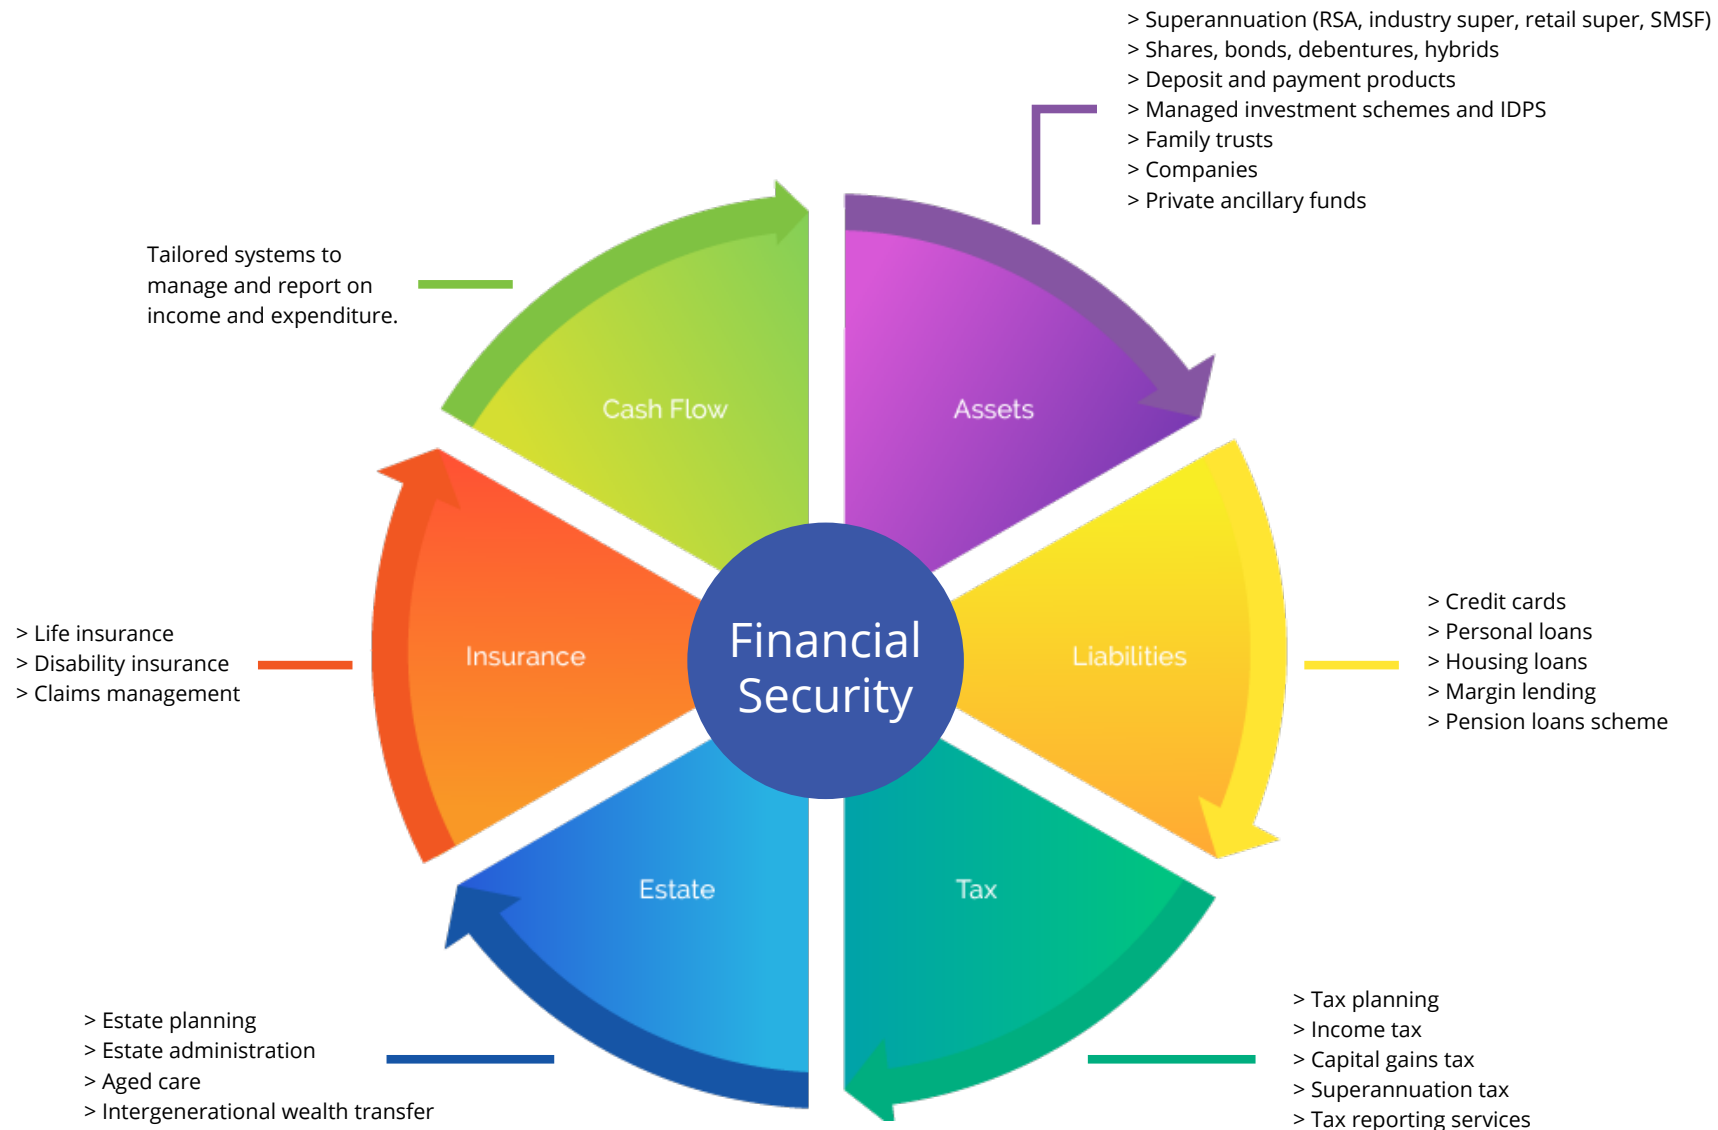 > Superannuation (RSA, industry super, retail super, SMSF)
> Shares, bonds, debentures, hybrids
> Deposit and payment products
> Managed investment schemes and IDPS
> Family trusts
> Companies
> Private ancillary funds
Tailored systems to
manage and report on
income and expenditure.
Cash Flow
Assets
> Life insurance
> Disability insurance
> Claims management
Insurance
Financial
Security
Liabilities
> Credit cards
> Personal loans
> Housing loans
> Margin lending
> Pension loans scheme
Estate
Tax
> Estate planning
> Estate administration
> Aged care
> Intergenerational wealth transfer
> Tax planning
> Income tax
> Capital gains tax
> Superannuation tax
> Tax reporting services